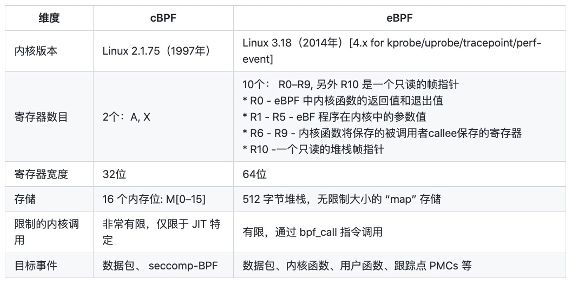 维度 cBPF eBPF
内核版本 Linux 2.1.75（1997年） Linux 3.18（2014年）[4.x for kprobe/uprobe/tracepoint/perf-
event]
寄存器数目 2个：A, X 10个： R0–R9, 另外 R10 是一个只读的帧指针
* R0 - eBPF 中内核函数的返回值和退出值
* R1 - R5 - eBF 程序在内核中的参数值
* R6 - R9 - 内核函数将保存的被调用者callee保存的寄存器
* R10 -一个只读的堆栈帧指针
寄存器宽度 32位 64位
存储 16 个内存位: M[0–15] 512 字节堆栈，无限制大小的 “map” 存储
限制的内核调
用 非常有限，仅限于 JIT 特
定 有限，通过 bpf_call 指令调用
目标事件 数据包、 seccomp-BPF 数据包、内核函数、用户函数、跟踪点 PMCs 等